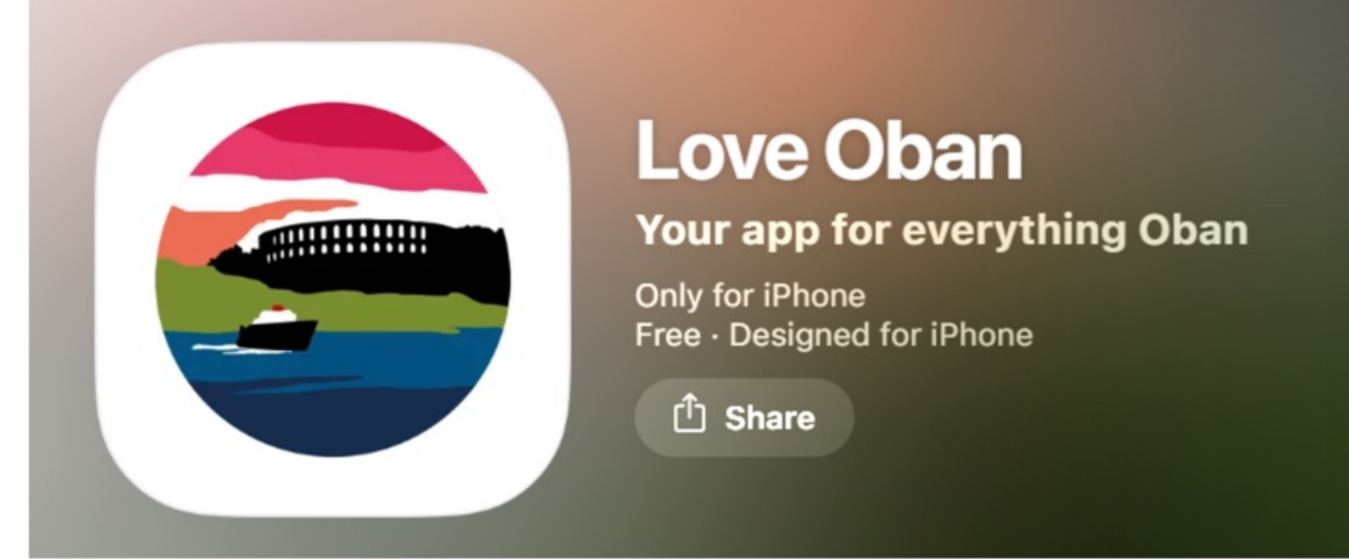 Love Oban
Your app for everything Oban
Only for iPhone
Free · Designed for iPhone
Share